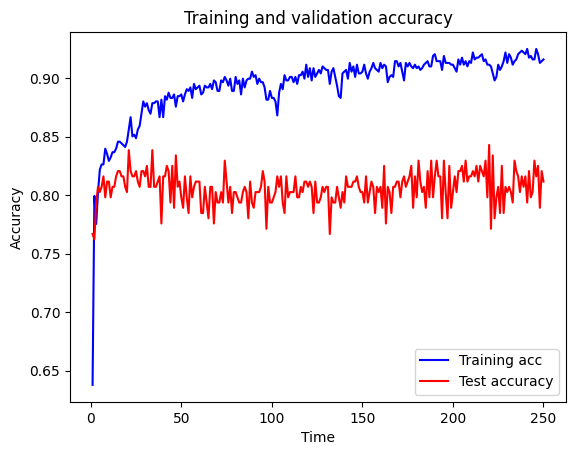 Training and validation accuracy
Accuracy
0.90
0.85
0.80
0.75
0.70
0.65
0
50
100
150
200
250
Time
Training acc
Test accuracy